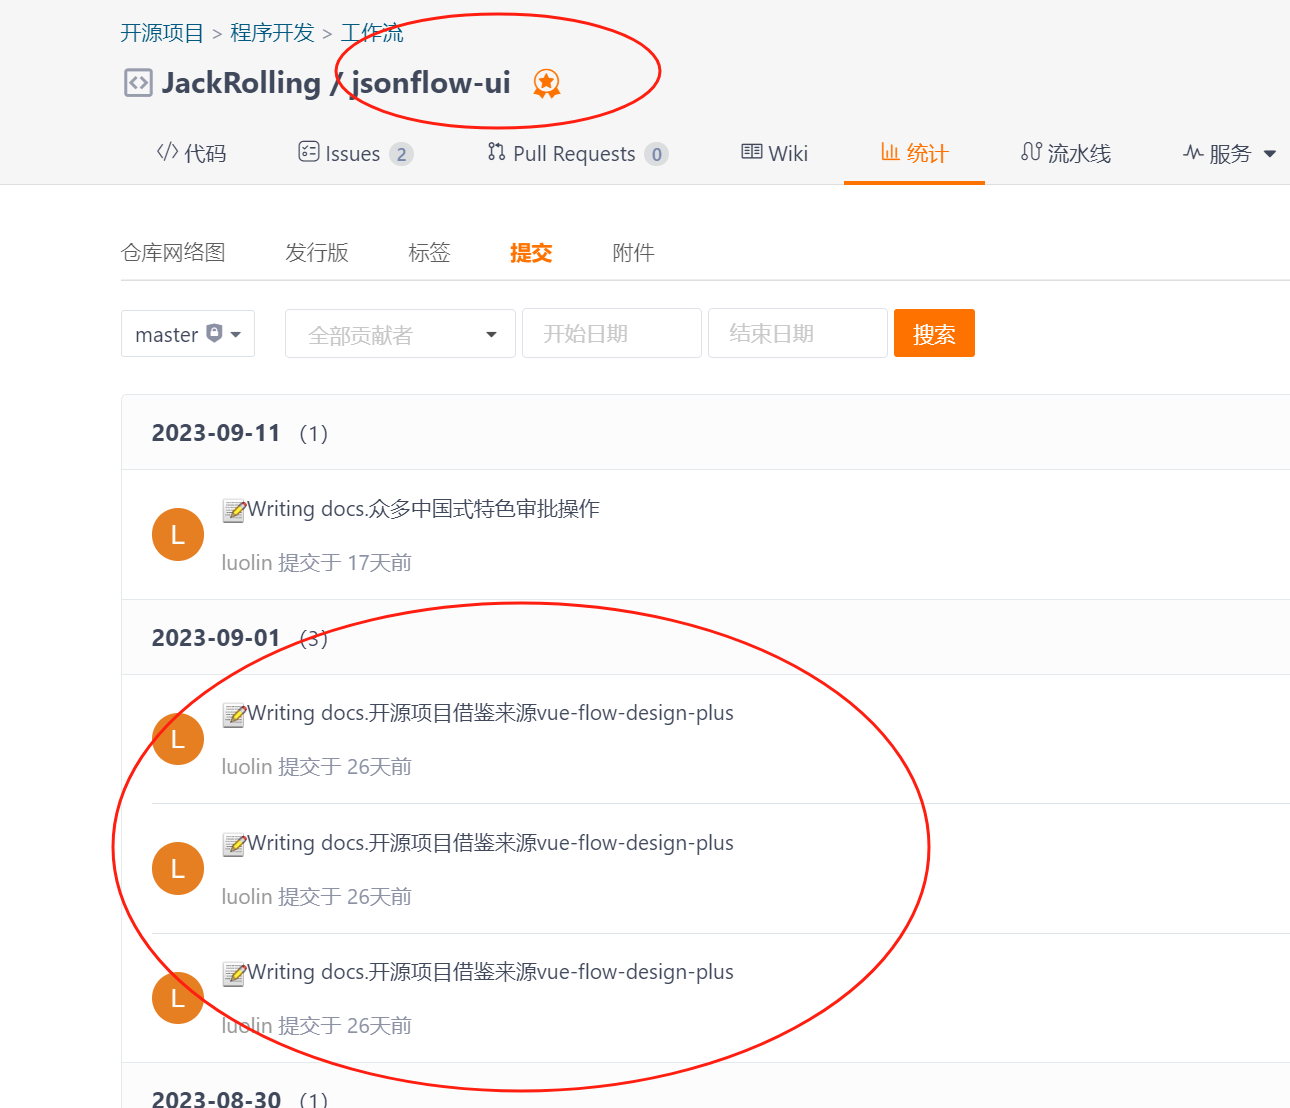 开源项目 > 程序开发 > 工作流
JackRolling / jsonflow-ui
代码 Issues 2 Pull Requests 0 Wiki 统计 流水线 服务
仓库网络图 发行版 标签 提交 附件
master 全部贡献者 开始日期 结束日期 搜索
2023-09-11 (1)
L
Writing docs.众多中国式特色审批操作
luolin 提交于 17天前
2023-09-01 (3)
L
Writing docs.开源项目借鉴来源vue-flow-design-plus
luolin 提交于 26天前
L
Writing docs.开源项目借鉴来源vue-flow-design-plus
luolin 提交于 26天前
L
Writing docs.开源项目借鉴来源vue-flow-design-plus
luolin 提交于 26天前
2023-08-30 (1)